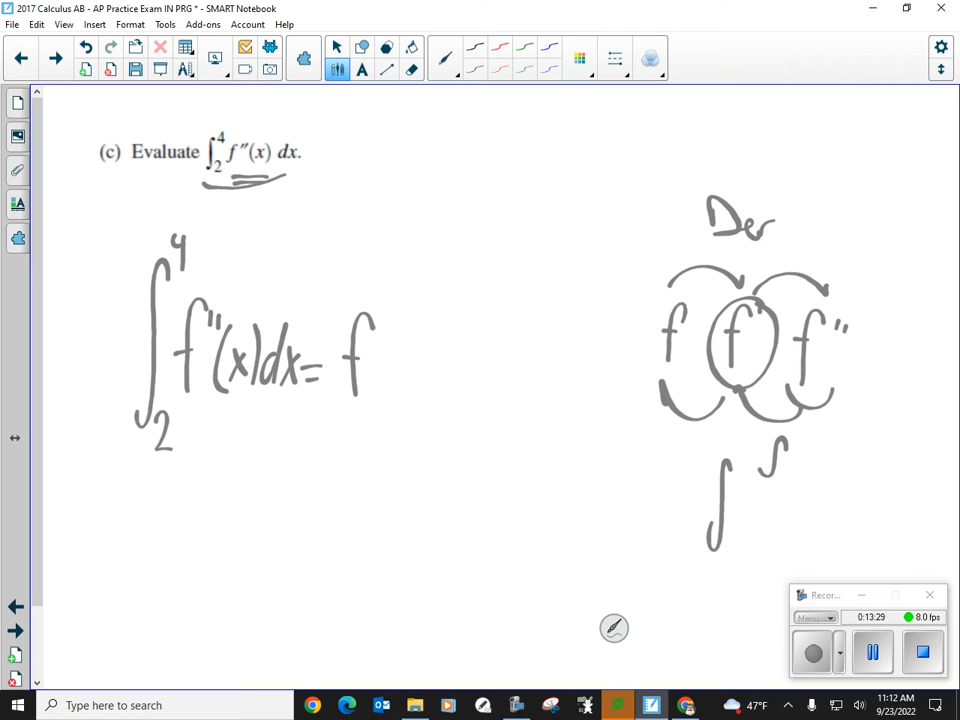 2017 Calculus AB - AP Practice Exam IN PRG * - SMART Notebook
File Edit View Insert Format Tools Add-ons Account Help
(c) Evaluate ∫₂⁴ f″(x) dx.
Der
f f' f"
∫₂⁴ f"(x)dx= f
∫ ∫
Recor...
Menu...
0:13:29
8.0 fps
Type here to search
47°F
11:12 AM
9/23/2022